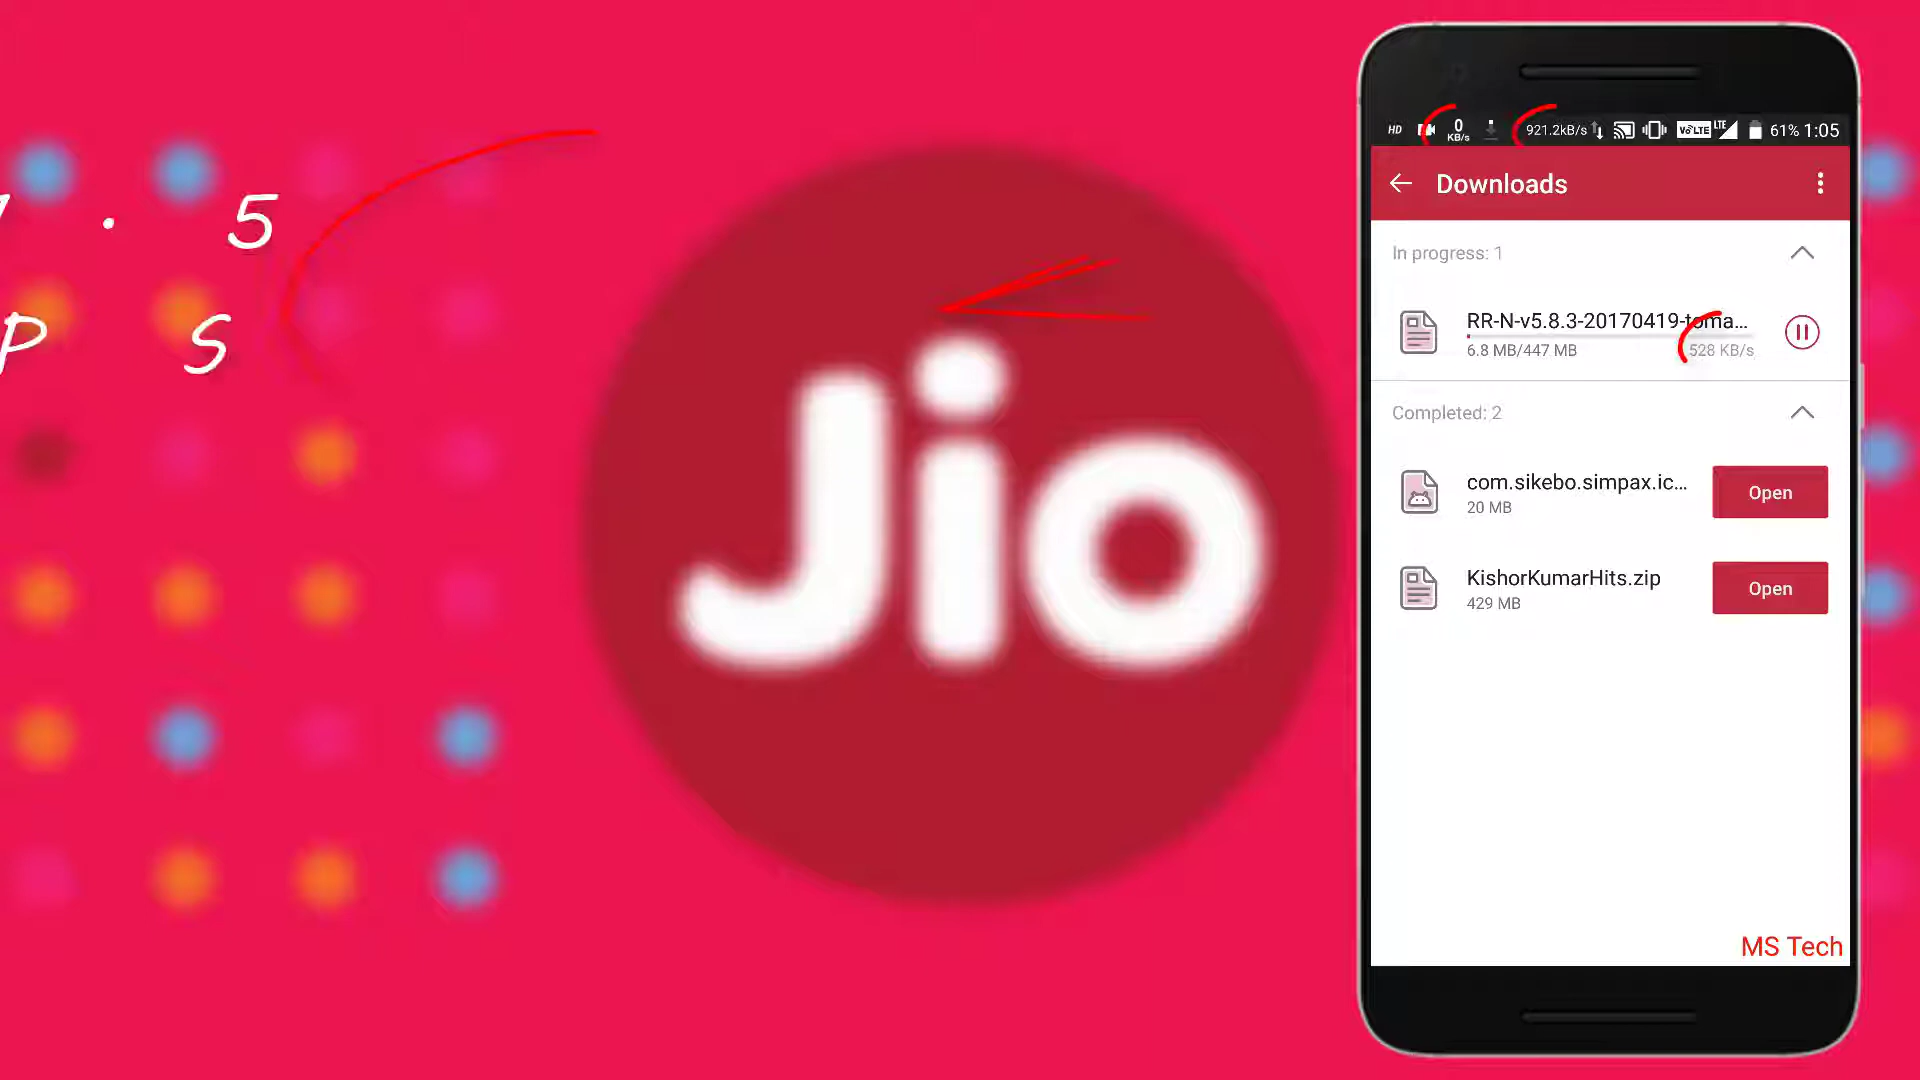 . 5
P S
Jio
HD 0 KB/s 921.2kB/s VoLTE LTE 61% 1:05
Downloads
In progress: 1
RR-N-v5.8.3-20170419-toma...
6.8 MB/447 MB 528 KB/s
Completed: 2
com.sikebo.simpax.ic...
20 MB
Open
KishorKumarHits.zip
429 MB
Open
MS Tech